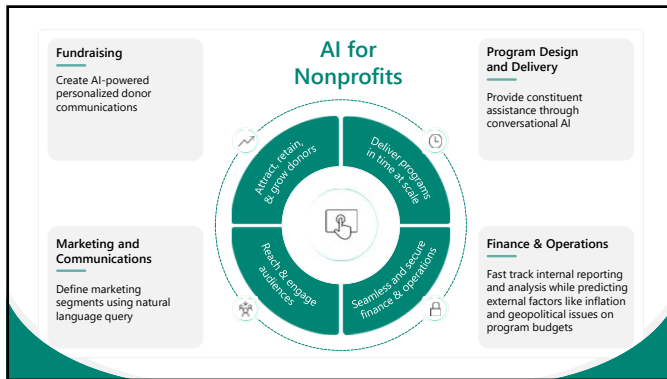 AI for
Nonprofits
Fundraising
Create AI-powered
personalized donor
communications
Program Design
and Delivery
Provide constituent
assistance through
conversational AI
Attract, retain,
& grow donors
Deliver programs
in time at scale
Reach & engage
audiences
Seamless and secure
finance & operations
Marketing and
Communications
Define marketing
segments using natural
language query
Finance & Operations
Fast track internal reporting
and analysis while predicting
external factors like inflation
and geopolitical issues on
program budgets